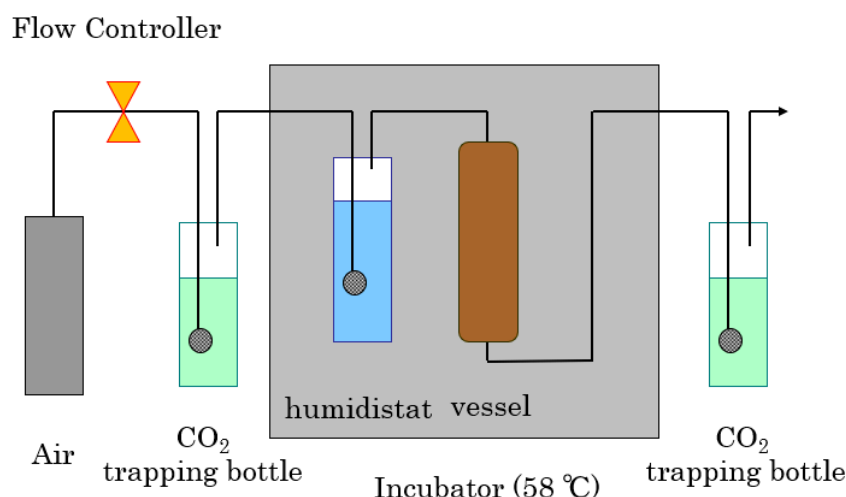 Flow Controller
humidistat vessel
Air
CO2
trapping bottle
CO2
trapping bottle
Incubator (58 ℃)